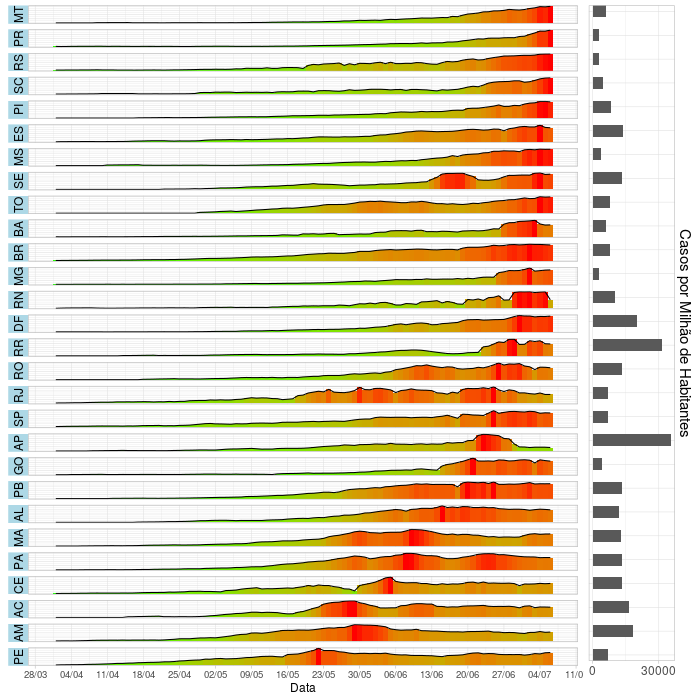 MT
PR
RS
SC
PI
ES
MS
SE
TO
BA
BR
MG
RN
DF
RR
RO
RJ
SP
AP
GO
PB
AL
MA
PA
CE
AC
AM
PE
28/03 04/04 11/04 18/04 25/04 02/05 09/05 16/05 23/05 30/05 06/06 13/06 20/06 27/06 04/07 11/0
Data
0 30000
Casos por Milhão de Habitantes